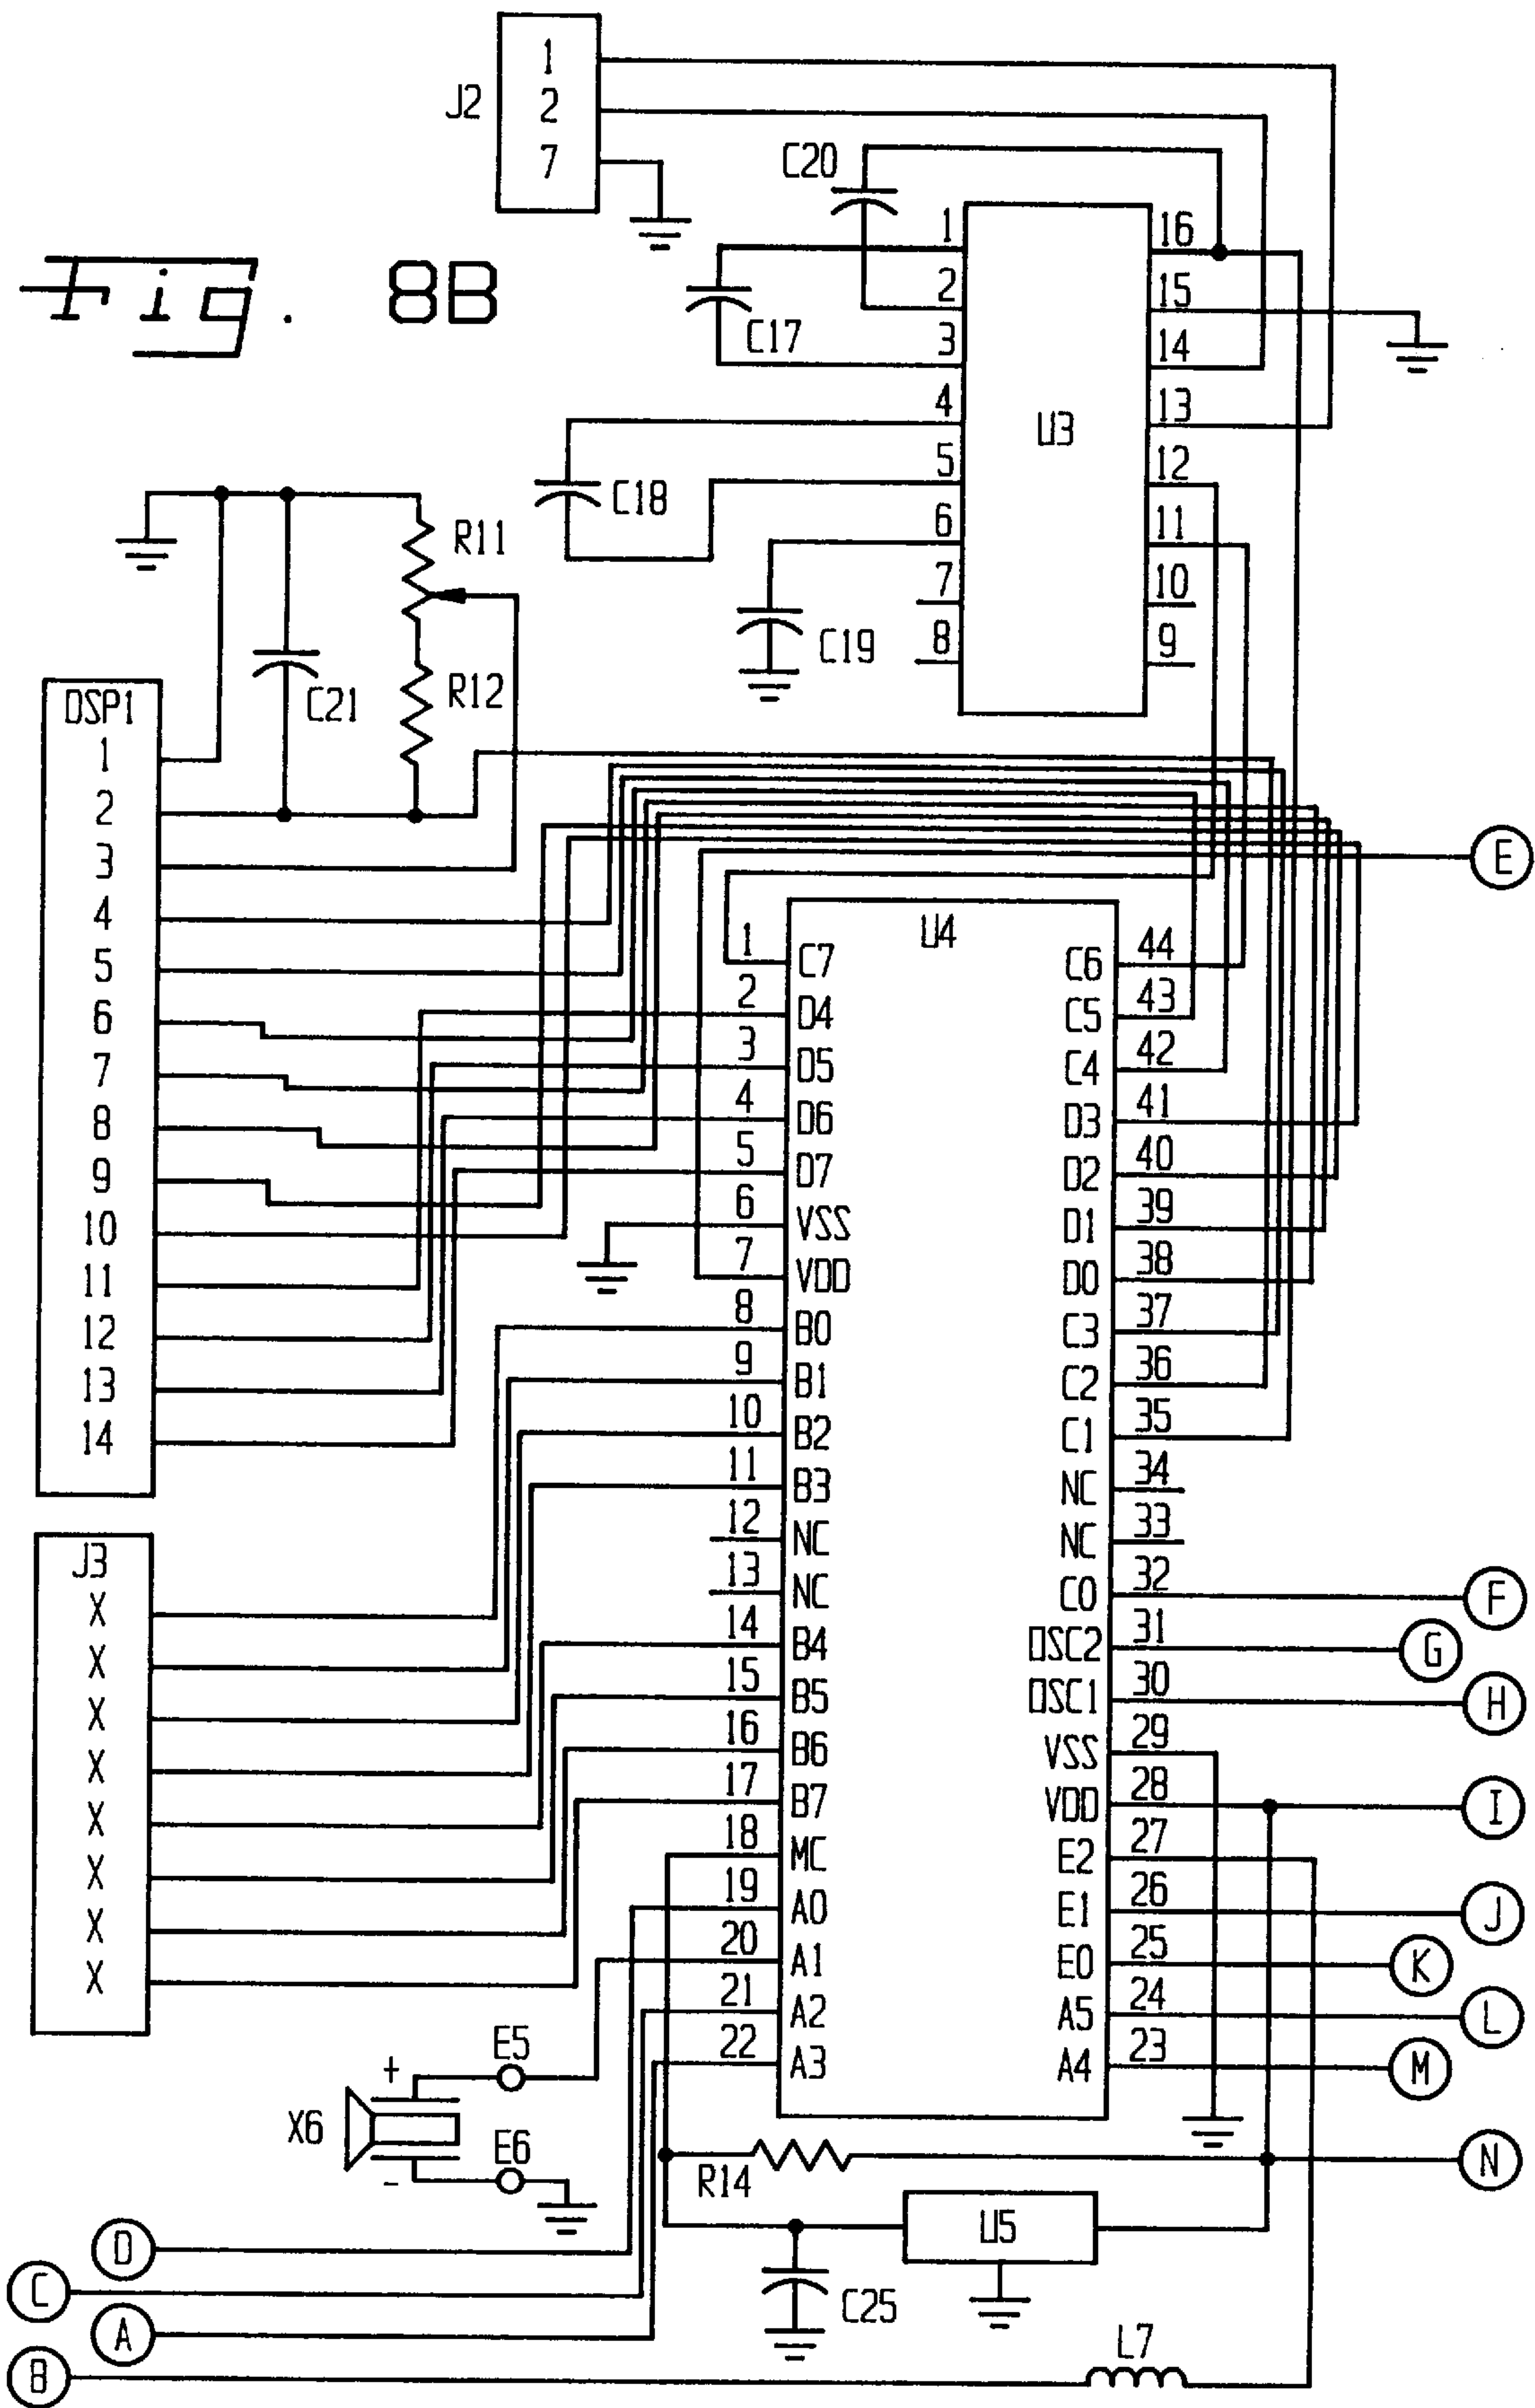 Fig. 8B
J2
1
2
7
C20
C17
C18
C19
U3
1
2
3
4
5
6
7
8
16
15
14
13
12
11
10
9
R11
R12
C21
DSP1
1
2
3
4
5
6
7
8
9
10
11
12
13
14
E
U4
1 C7
2 D4
3 D5
4 D6
5 D7
6 VSS
7 VDD
8 B0
9 B1
10 B2
11 B3
12 NC
13 NC
14 B4
15 B5
16 B6
17 B7
18 MC
19 A0
20 A1
21 A2
22 A3
C6 44
C5 43
C4 42
D3 41
D2 40
D1 39
D0 38
C3 37
C2 36
C1 35
NC 34
NC 33
C0 32
OSC2 31
OSC1 30
VSS 29
VDD 28
E2 27
E1 26
E0 25
A5 24
A4 23
F
G
H
I
J
K
L
M
N
J3
X
X
X
X
X
X
X
X
X6
+
-
E5
E6
R14
U5
C25
L7
D
C
A
B